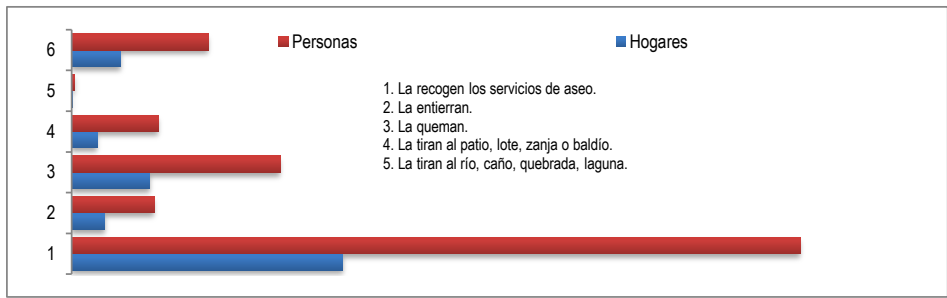 6
Personas
Hogares
5
1. La recogen los servicios de aseo.
2. La entierran.
3. La queman.
4. La tiran al patio, lote, zanja o baldío.
5. La tiran al río, caño, quebrada, laguna.
4
3
2
1